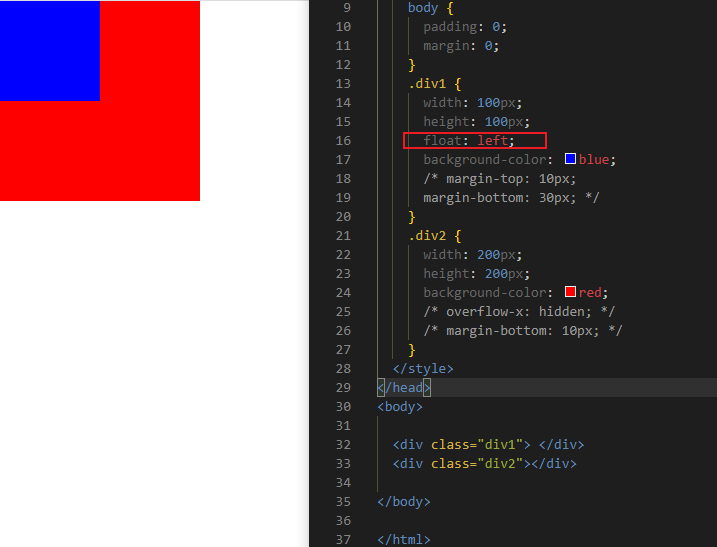 9 body {
10 padding: 0;
11 margin: 0;
12 }
13 .div1 {
14 width: 100px;
15 height: 100px;
16 float: left;
17 background-color: blue;
18 /* margin-top: 10px;
19 margin-bottom: 30px; */
20 }
21 .div2 {
22 width: 200px;
23 height: 200px;
24 background-color: red;
25 /* overflow-x: hidden; */
26 /* margin-bottom: 10px; */
27 }
28 </style>
29 </head>
30 <body>
31
32 <div class="div1"> </div>
33 <div class="div2"></div>
34
35 </body>
36
37 </html>